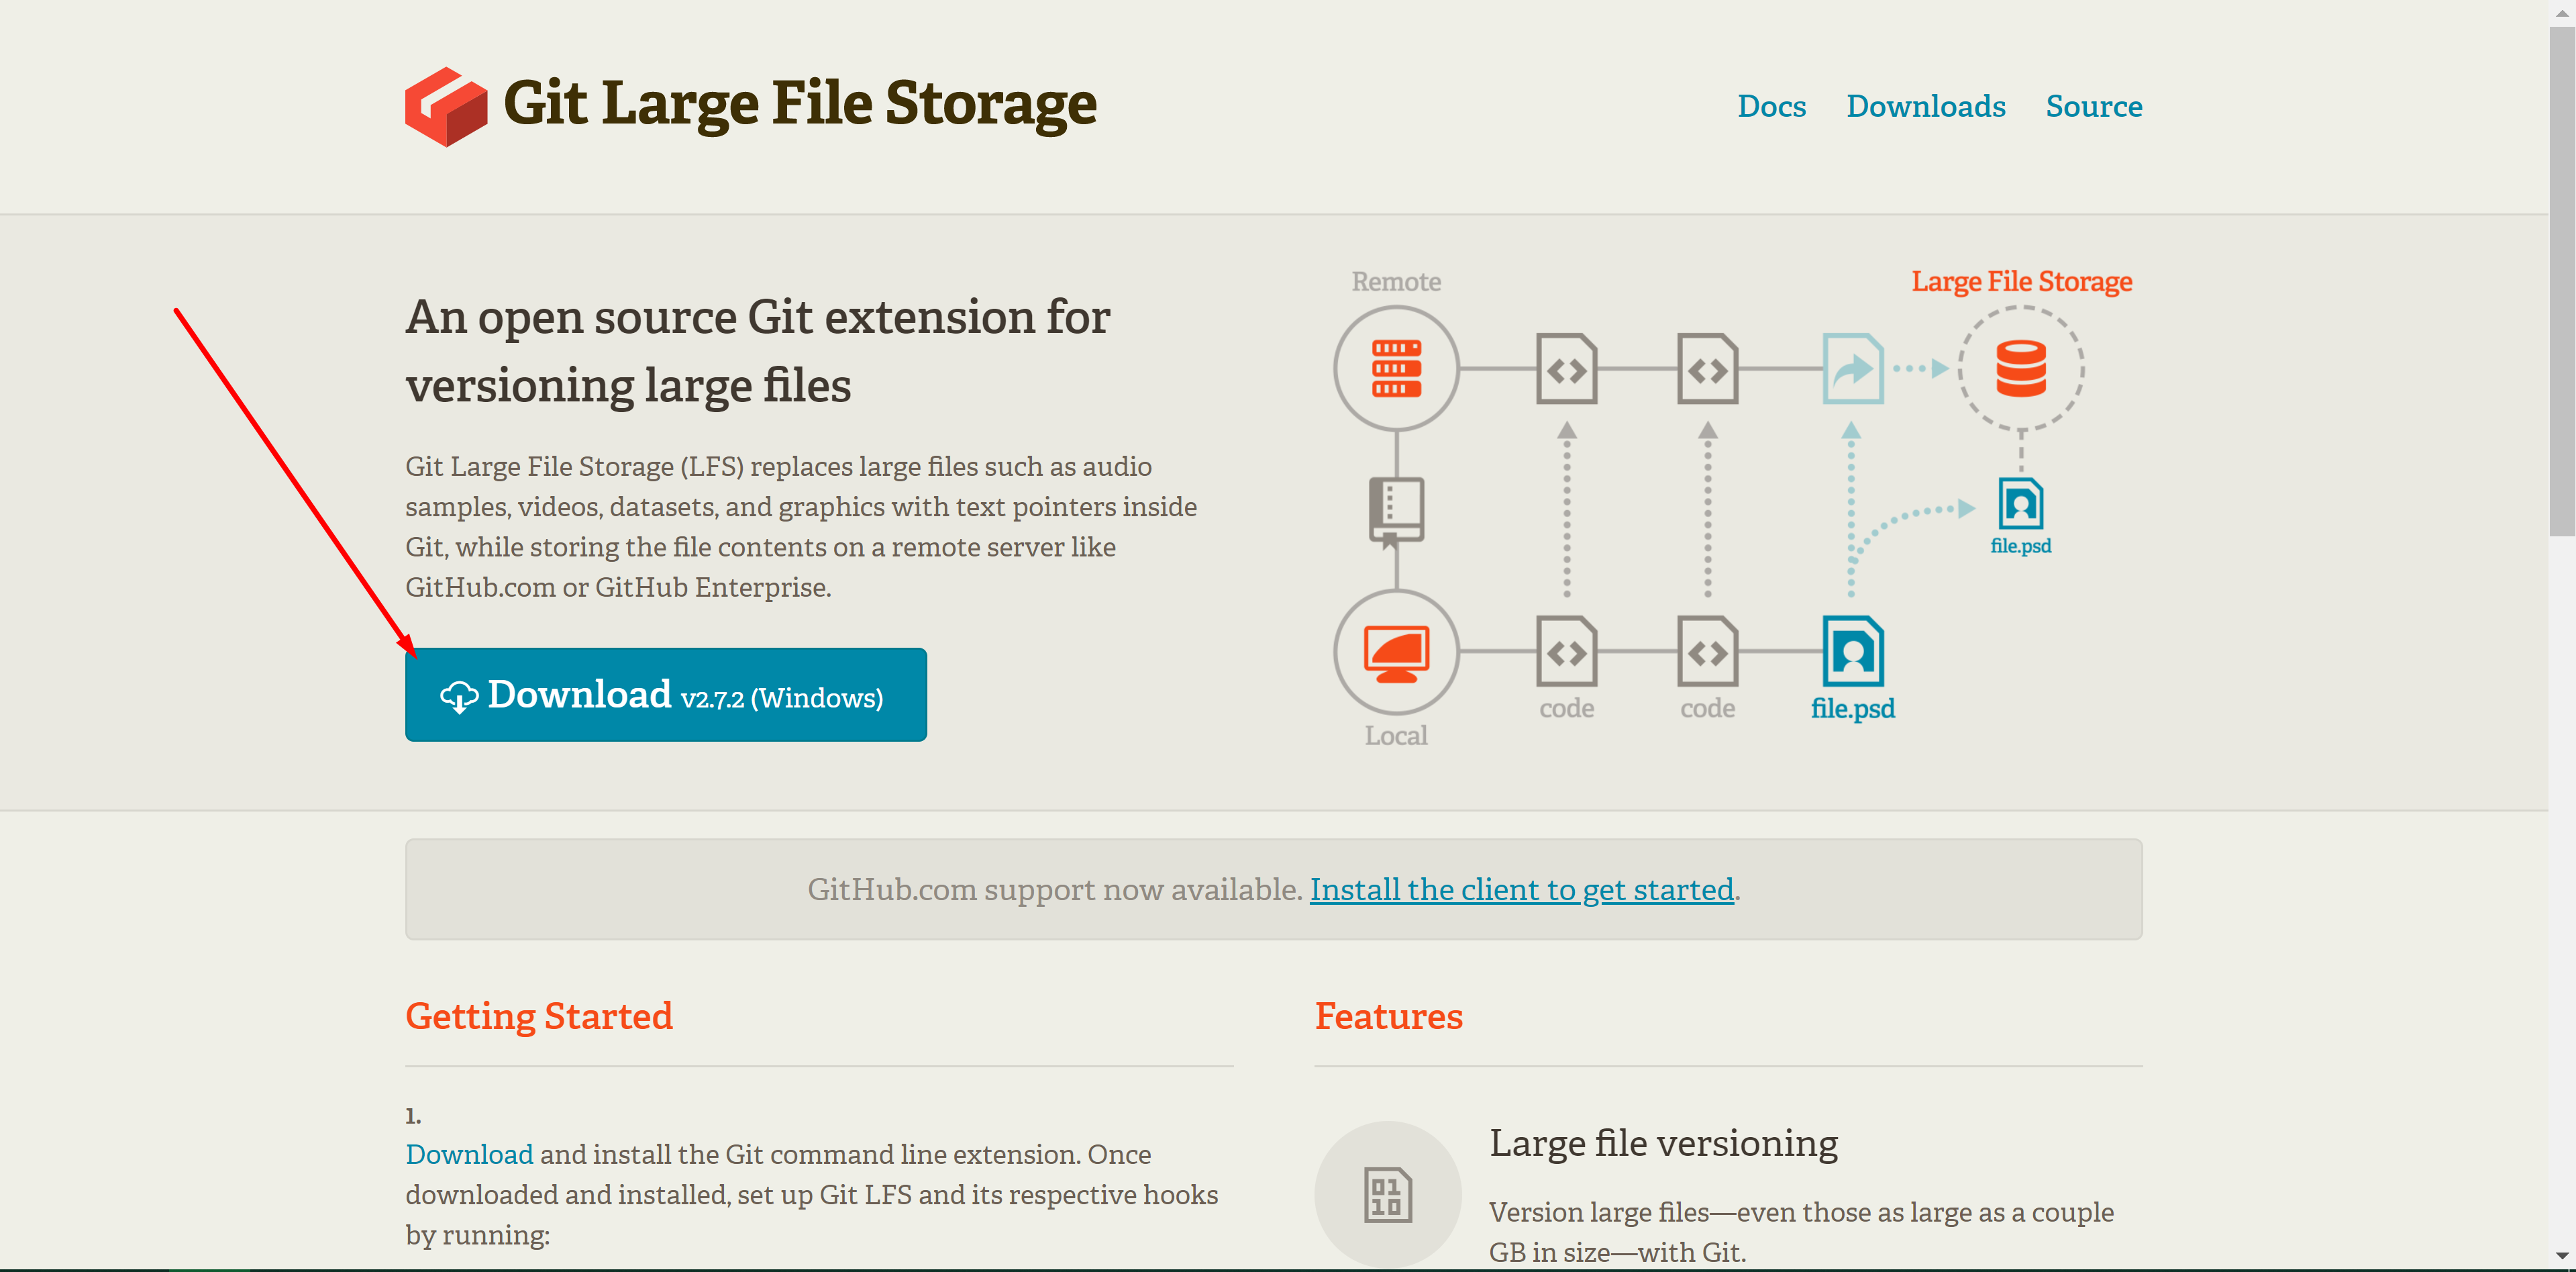 Git Large File Storage
Docs Downloads Source
An open source Git extension for
versioning large files
Git Large File Storage (LFS) replaces large files such as audio
samples, videos, datasets, and graphics with text pointers inside
Git, while storing the file contents on a remote server like
GitHub.com or GitHub Enterprise.
Download v2.7.2 (Windows)
Remote
Large File Storage
file.psd
code
code
file.psd
Local
GitHub.com support now available. Install the client to get started.
Getting Started
1.
Download and install the Git command line extension. Once
downloaded and installed, set up Git LFS and its respective hooks
by running:
Features
01
10
Large file versioning
Version large files—even those as large as a couple
GB in size—with Git.